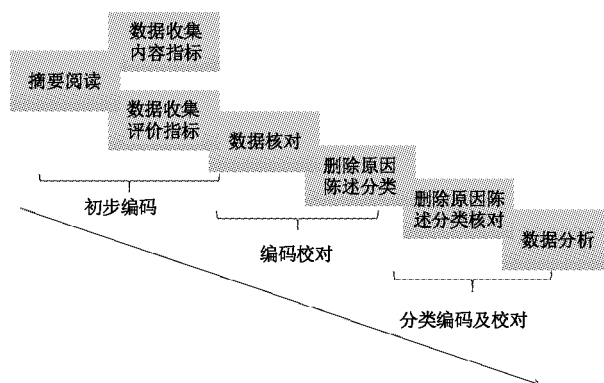 数据收集
内容指标
摘要阅读
数据收集
评价指标
数据核对
删除原因
陈述分类
删除原因陈
述分类核对
数据分析
初步编码
编码校对
分类编码及校对